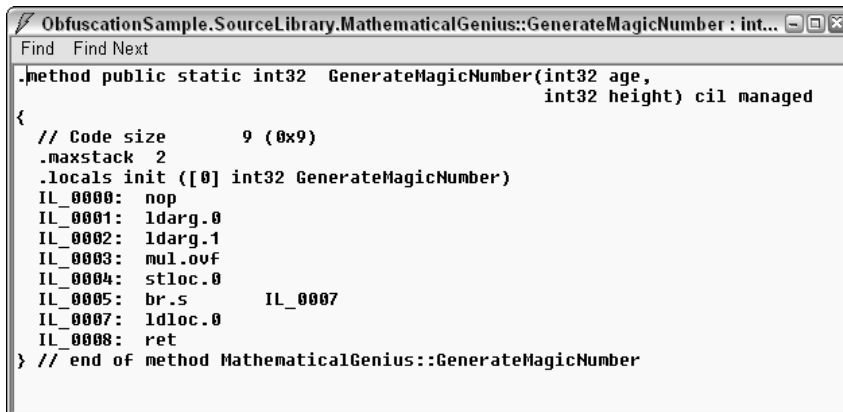 ObfuscationSample.SourceLibrary.MathematicalGenius::GenerateMagicNumber : int...
Find Find Next
.method public static int32  GenerateMagicNumber(int32 age,
                                                 int32 height) cil managed
{
  // Code size       9 (0x9)
  .maxstack  2
  .locals init ([0] int32 GenerateMagicNumber)
  IL_0000:  nop
  IL_0001:  ldarg.0
  IL_0002:  ldarg.1
  IL_0003:  mul.ovf
  IL_0004:  stloc.0
  IL_0005:  br.s       IL_0007
  IL_0007:  ldloc.0
  IL_0008:  ret
} // end of method MathematicalGenius::GenerateMagicNumber